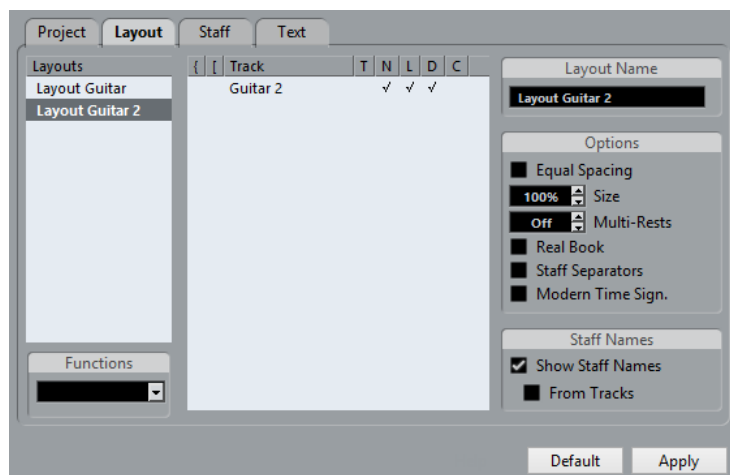 Project Layout Staff Text
Layouts
Layout Guitar
Layout Guitar 2
Functions
{ [ Track T N L D C
Guitar 2 √ √ √
Layout Name
Layout Guitar 2
Options
Equal Spacing
100% Size
Off Multi-Rests
Real Book
Staff Separators
Modern Time Sign.
Staff Names
Show Staff Names
From Tracks
Default Apply